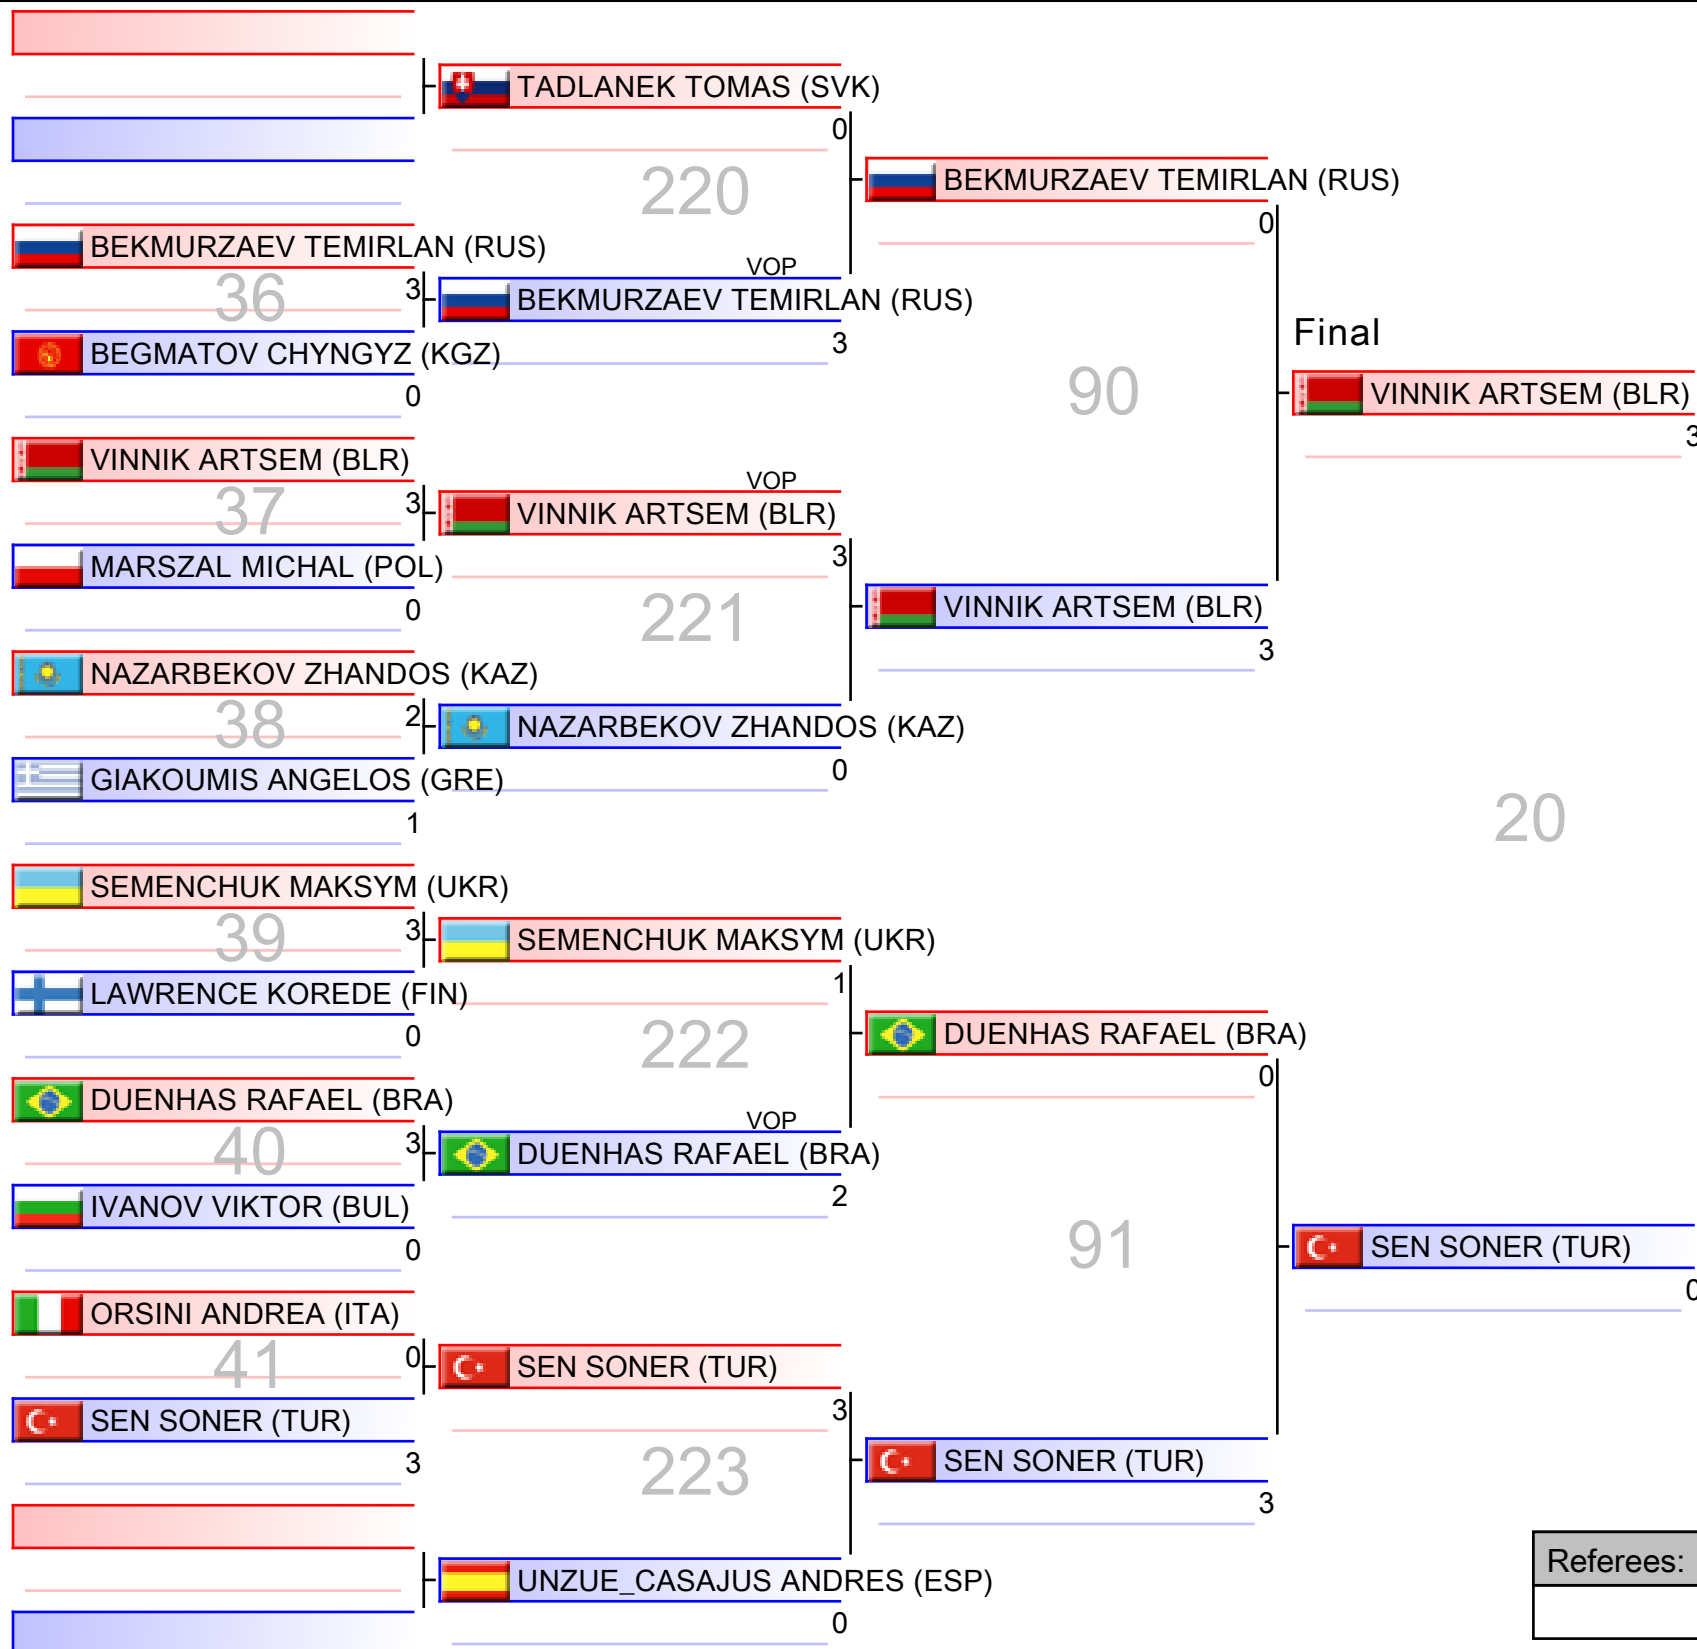 TADLANEK TOMAS (SVK)
0
220
BEKMURZAEV TEMIRLAN (RUS)
0
BEKMURZAEV TEMIRLAN (RUS)
36
3
VOP
BEKMURZAEV TEMIRLAN (RUS)
3
BEGMATOV CHYNGYZ (KGZ)
0
90
Final
VINNIK ARTSEM (BLR)
3
VINNIK ARTSEM (BLR)
37
3
VOP
VINNIK ARTSEM (BLR)
3
MARSZAL MICHAL (POL)
0
221
VINNIK ARTSEM (BLR)
3
NAZARBEKOV ZHANDOS (KAZ)
38
2
NAZARBEKOV ZHANDOS (KAZ)
0
GIAKOUMIS ANGELOS (GRE)
1
20
SEMENCHUK MAKSYM (UKR)
39
3
SEMENCHUK MAKSYM (UKR)
1
LAWRENCE KOREDE (FIN)
0
222
DUENHAS RAFAEL (BRA)
0
DUENHAS RAFAEL (BRA)
40
3
VOP
DUENHAS RAFAEL (BRA)
2
IVANOV VIKTOR (BUL)
0
91
SEN SONER (TUR)
0
ORSINI ANDREA (ITA)
41
0
SEN SONER (TUR)
3
SEN SONER (TUR)
3
223
SEN SONER (TUR)
3
UNZUE_CASAJUS ANDRES (ESP)
0
Referees: